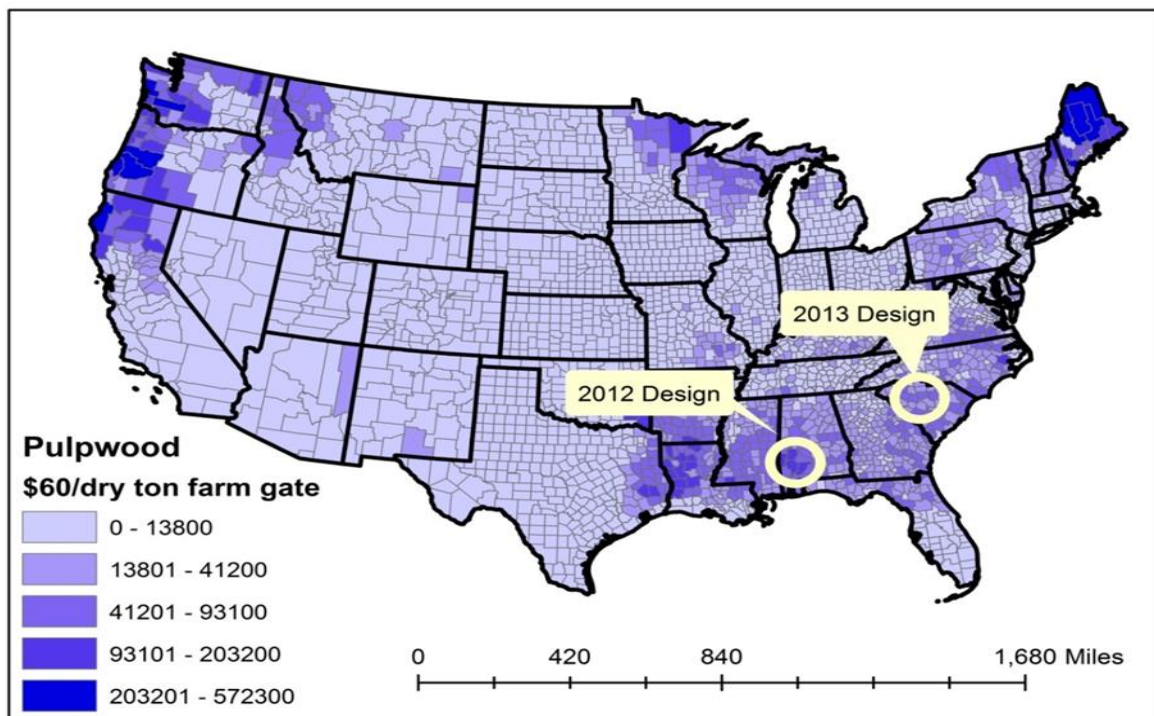 2013 Design
2012 Design
Pulpwood
$60/dry ton farm gate
0 - 13800
13801 - 41200
41201 - 93100
93101 - 203200
203201 - 572300
0 420 840 1,680 Miles